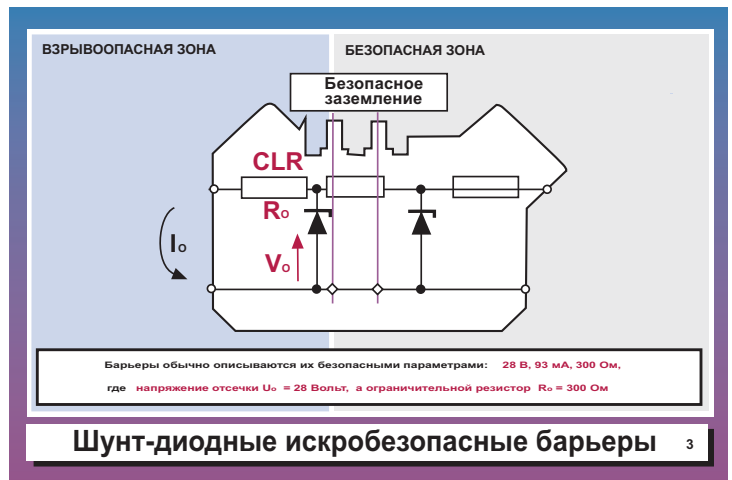 ВЗРЫВООПАСНАЯ ЗОНА
БЕЗОПАСНАЯ ЗОНА
Безопасное
заземление
CLR
Ro
Io
Vo
Барьеры обычно описываются их безопасными параметрами: 28 В, 93 мА, 300 Ом,
где напряжение отсечки Uo = 28 Вольт, а ограничительной резистор Ro = 300 Ом
Шунт-диодные искробезопасные барьеры 3